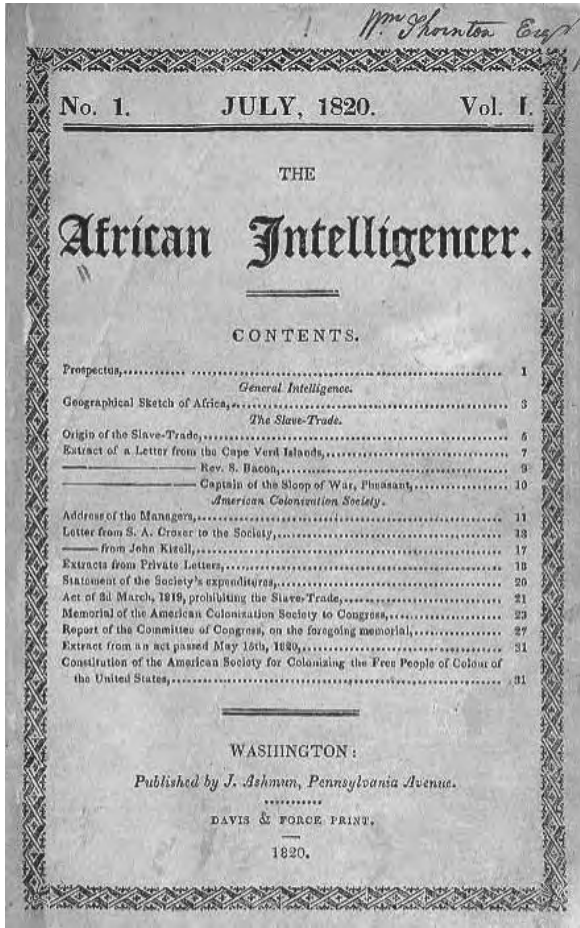 Wm Thornton Esqr
No. 1. JULY, 1820. Vol. I.
THE
African Intelligencer.
CONTENTS.
Prospectus,.................................................................. 1
General Intelligence.
Geographical Sketch of Africa,.................................................. 3
The Slave-Trade.
Origin of the Slave-Trade,...................................................... 5
Extract of a Letter from the Cape Verd Islands,................................. 7
——— Rev. S. Bacon,.................................... 9
——— Captain of the Sloop of War, Pheasant,................ 10
American Colonization Society.
Address of the Managers,........................................................ 11
Letter from S. A. Crozer to the Society,........................................ 13
—— from John Kizell,............................................................ 17
Extracts from Private Letters,.................................................. 18
Statement of the Society's expenditures,........................................ 20
Act of 3d March, 1819, prohibiting the Slave-Trade,............................. 21
Memorial of the American Colonization Society to Congress,...................... 23
Report of the Committee of Congress, on the foregoing memorial,................. 27
Extract from an act passed May 15th, 1820,...................................... 31
Constitution of the American Society for Colonizing the Free People of Colour of
the United States,.............................................................. 31
WASHINGTON:
Published by J. Ashmun, Pennsylvania Avenue.
DAVIS & FORCE PRINT.
1820.